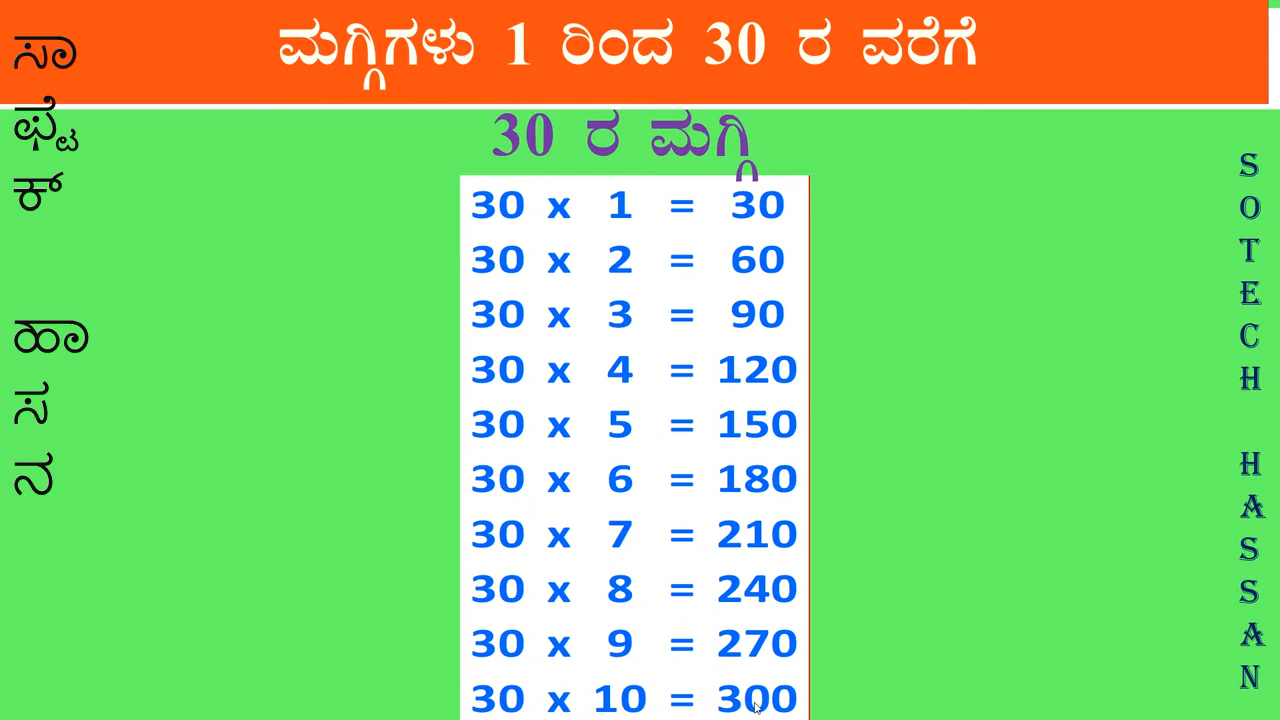 ಮಗ್ಗಿಗಳು 1 ರಿಂದ 30 ರ ವರೆಗೆ
30 ರ ಮಗ್ಗಿ
30 x 1 = 30
30 x 2 = 60
30 x 3 = 90
30 x 4 = 120
30 x 5 = 150
30 x 6 = 180
30 x 7 = 210
30 x 8 = 240
30 x 9 = 270
30 x 10 = 300
ಸಾ
ಫ್ಟೆ
ಕ್
ಹಾ
ಸ
ನ
SOTECH HASSAN